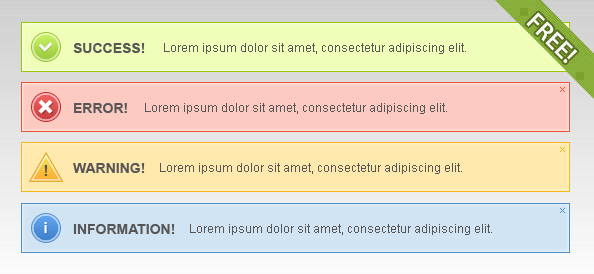 FREE!
SUCCESS! Lorem ipsum dolor sit amet, consectetur adipiscing elit.
ERROR! Lorem ipsum dolor sit amet, consectetur adipiscing elit.
WARNING! Lorem ipsum dolor sit amet, consectetur adipiscing elit.
INFORMATION! Lorem ipsum dolor sit amet, consectetur adipiscing elit.